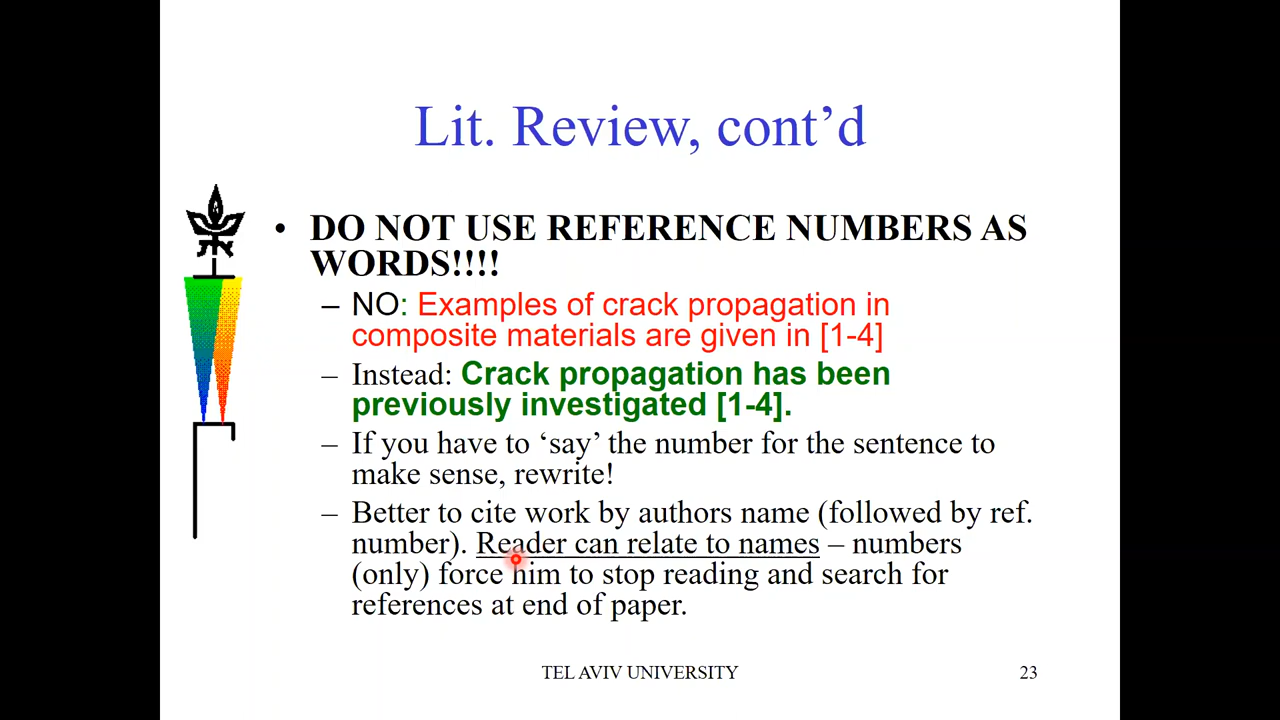 Lit. Review, cont’d
• DO NOT USE REFERENCE NUMBERS AS
WORDS!!!!
– NO: Examples of crack propagation in
composite materials are given in [1-4]
– Instead: Crack propagation has been
previously investigated [1-4].
– If you have to ‘say’ the number for the sentence to
make sense, rewrite!
– Better to cite work by authors name (followed by ref.
number). Reader can relate to names – numbers
(only) force him to stop reading and search for
references at end of paper.
TEL AVIV UNIVERSITY
23